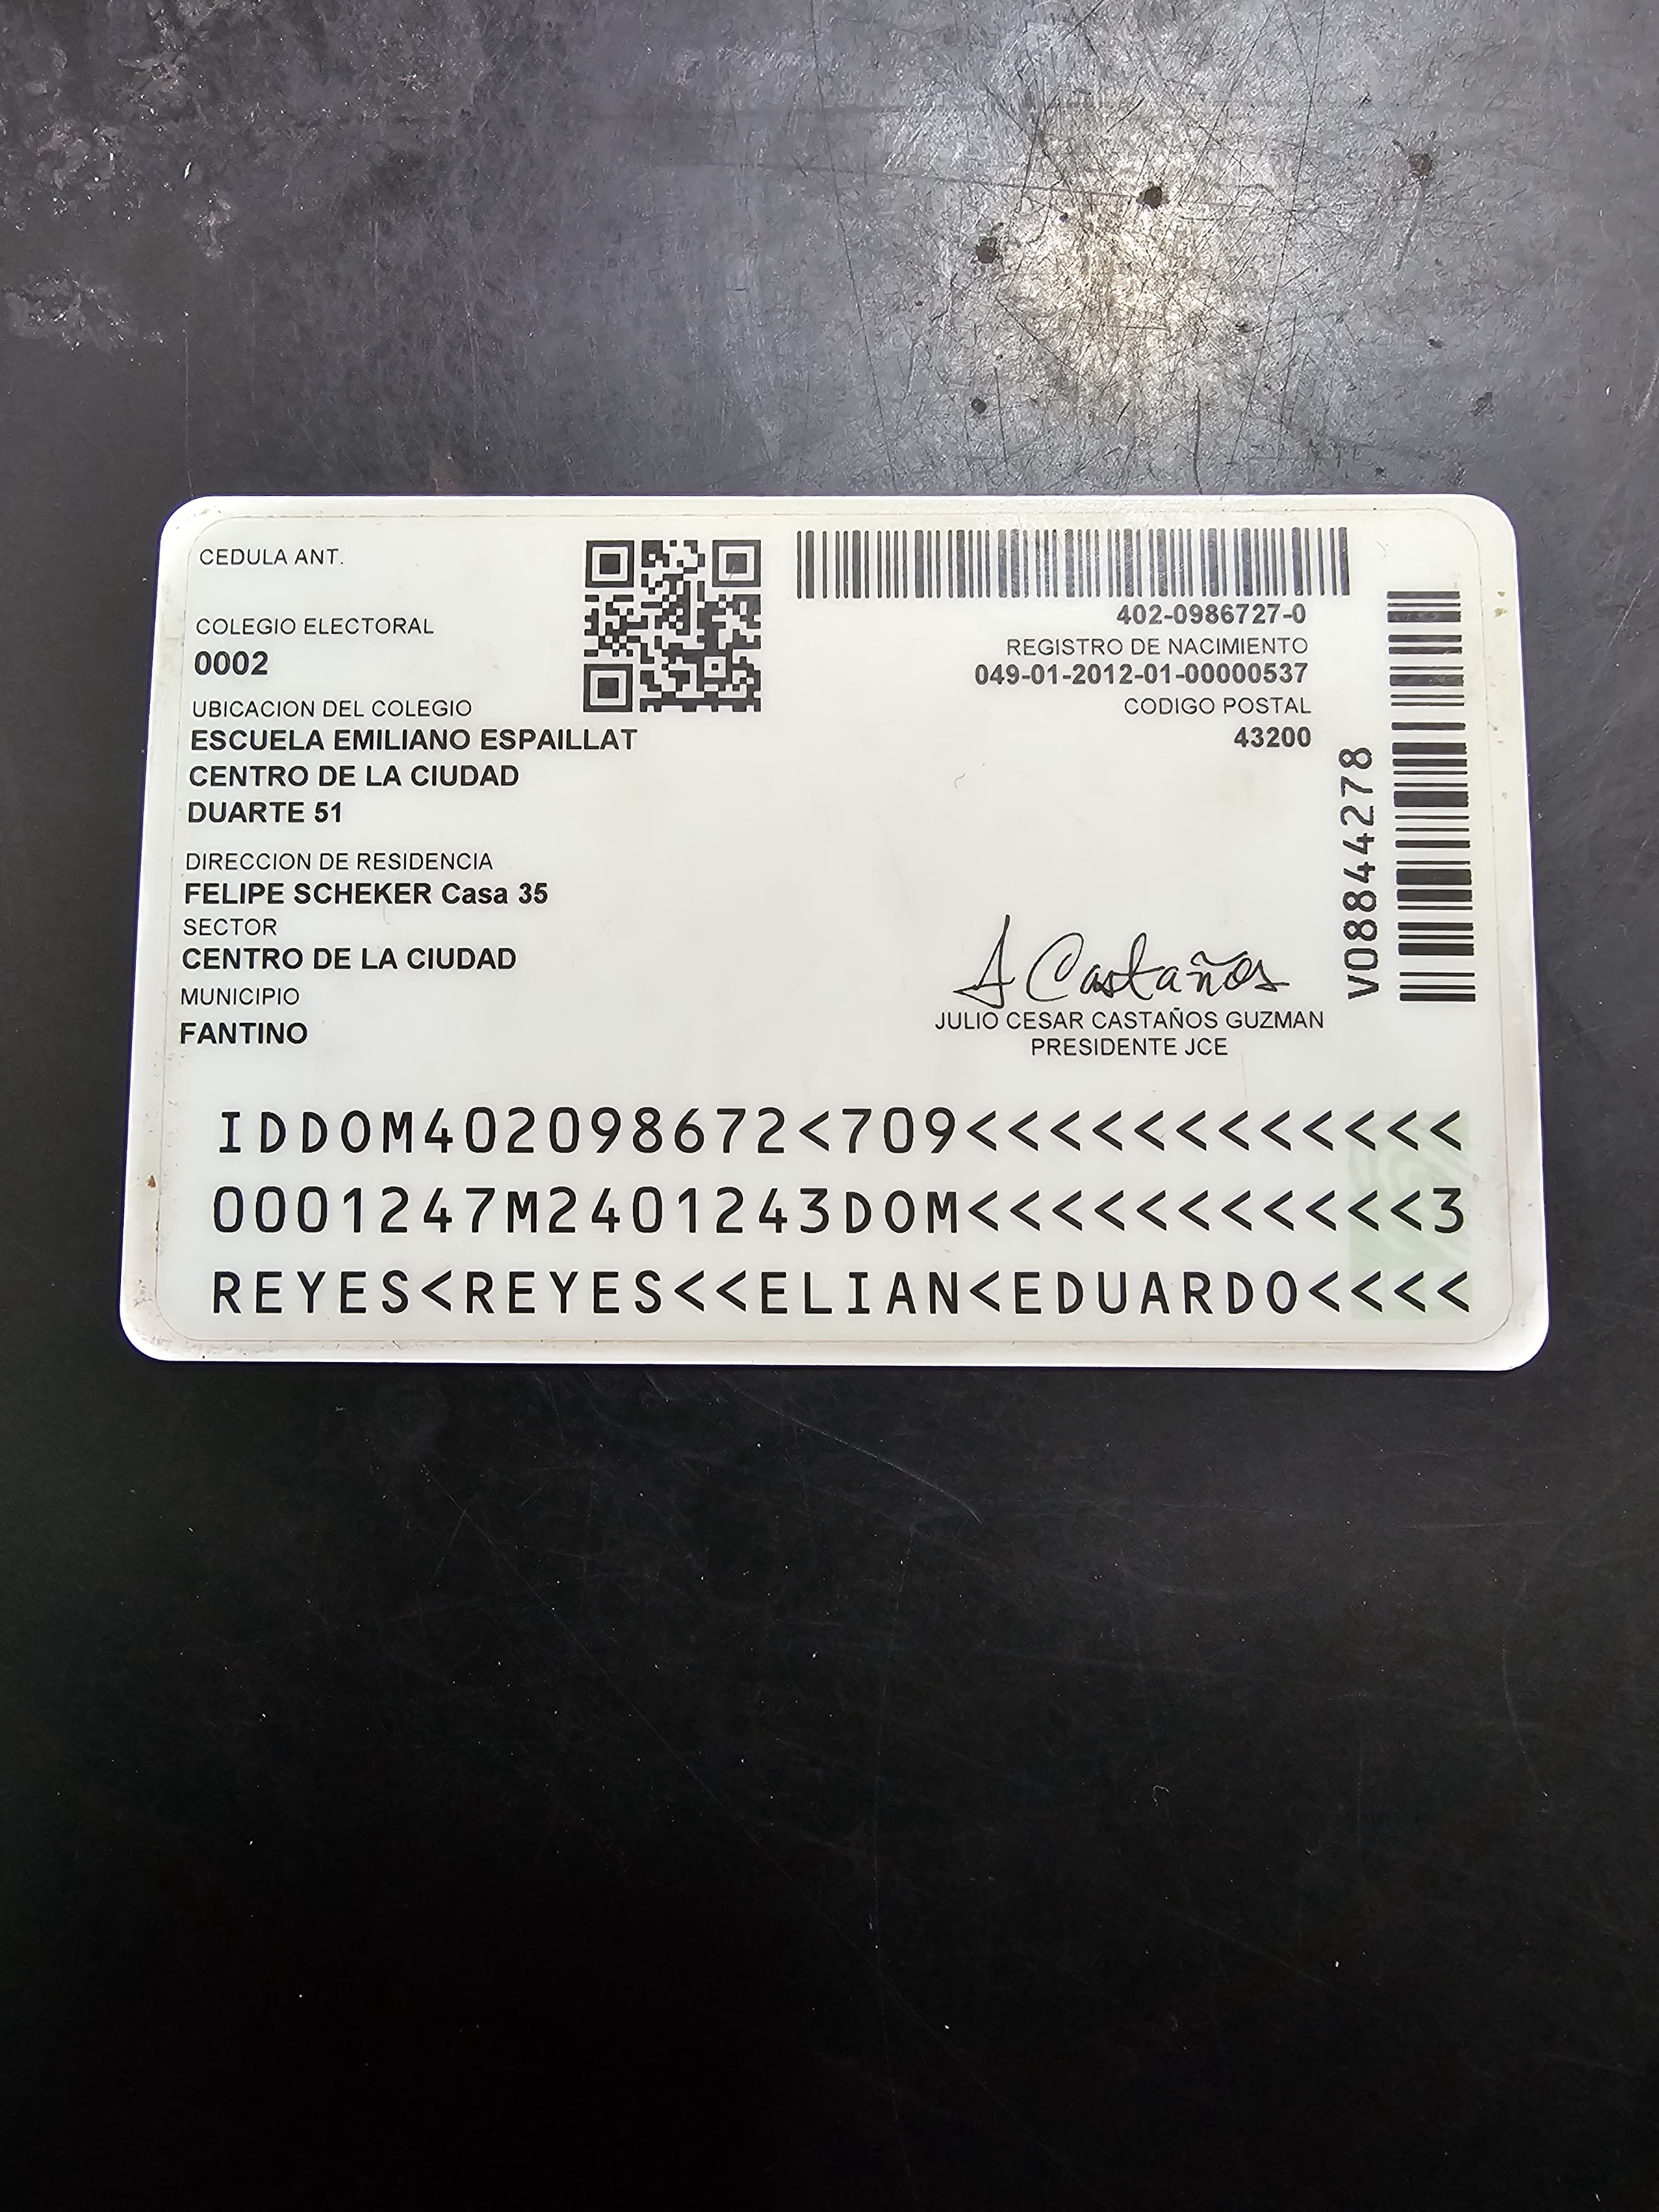 CEDULA ANT.
COLEGIO ELECTORAL
0002
UBICACION DEL COLEGIO
ESCUELA EMILIANO ESPAILLAT
CENTRO DE LA CIUDAD
DUARTE 51
DIRECCION DE RESIDENCIA
FELIPE SCHEKER Casa 35
SECTOR
CENTRO DE LA CIUDAD
MUNICIPIO
FANTINO
402-0986727-0
REGISTRO DE NACIMIENTO
049-01-2012-01-00000537
CODIGO POSTAL
43200
V08844278
J Castaños
JULIO CESAR CASTAÑOS GUZMAN
PRESIDENTE JCE
IDDOM402098672<709<<<<<<<<<<<<
0001247M2401243DOM<<<<<<<<<<<3
REYES<REYES<<ELIAN<EDUARDO<<<<